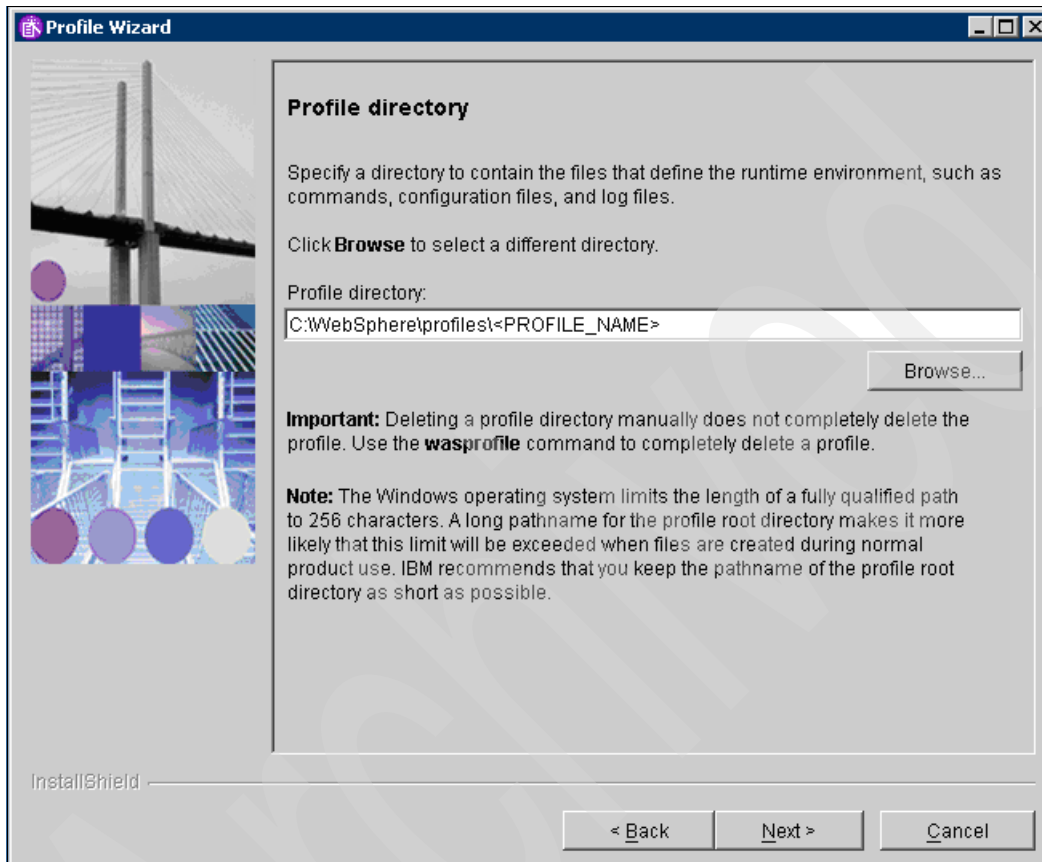 Profile Wizard
Profile directory
Specify a directory to contain the files that define the runtime environment, such as
commands, configuration files, and log files.
Click Browse to select a different directory.
Profile directory:
C:\WebSphere\profiles\<PROFILE_NAME>
Browse...
Important: Deleting a profile directory manually does not completely delete the
profile. Use the wasprofile command to completely delete a profile.
Note: The Windows operating system limits the length of a fully qualified path
to 256 characters. A long pathname for the profile root directory makes it more
likely that this limit will be exceeded when files are created during normal
product use. IBM recommends that you keep the pathname of the profile root
directory as short as possible.
InstallShield
< Back
Next >
Cancel